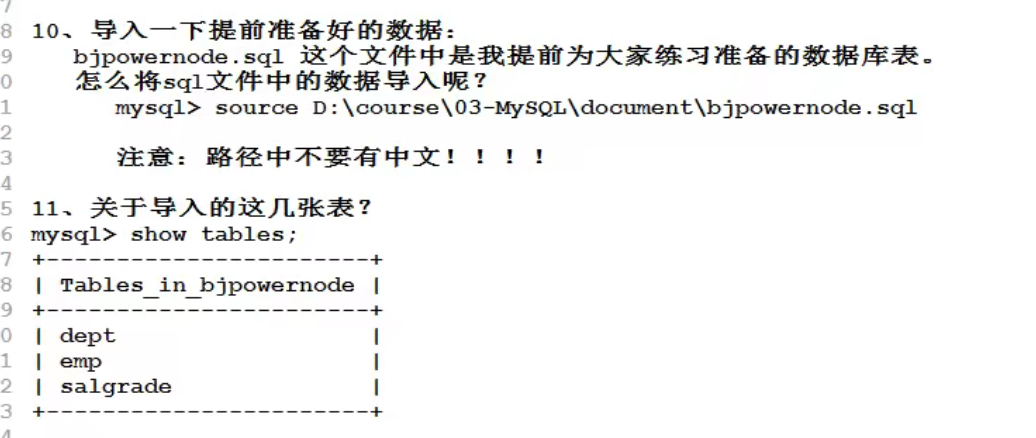 7
8 10、导入一下提前准备好的数据：
9 bjpowernode.sql 这个文件中是我提前为大家练习准备的数据库表。
0 怎么将sql文件中的数据导入呢？
1 mysql> source D:\course\03-MySQL\document\bjpowernode.sql
2
3 注意：路径中不要有中文！！！！
4
5 11、关于导入的这几张表？
6 mysql> show tables;
7 +-----------------------+
8 | Tables_in_bjpowernode |
9 +-----------------------+
0 | dept                  |
1 | emp                   |
2 | salgrade              |
3 +-----------------------+
4